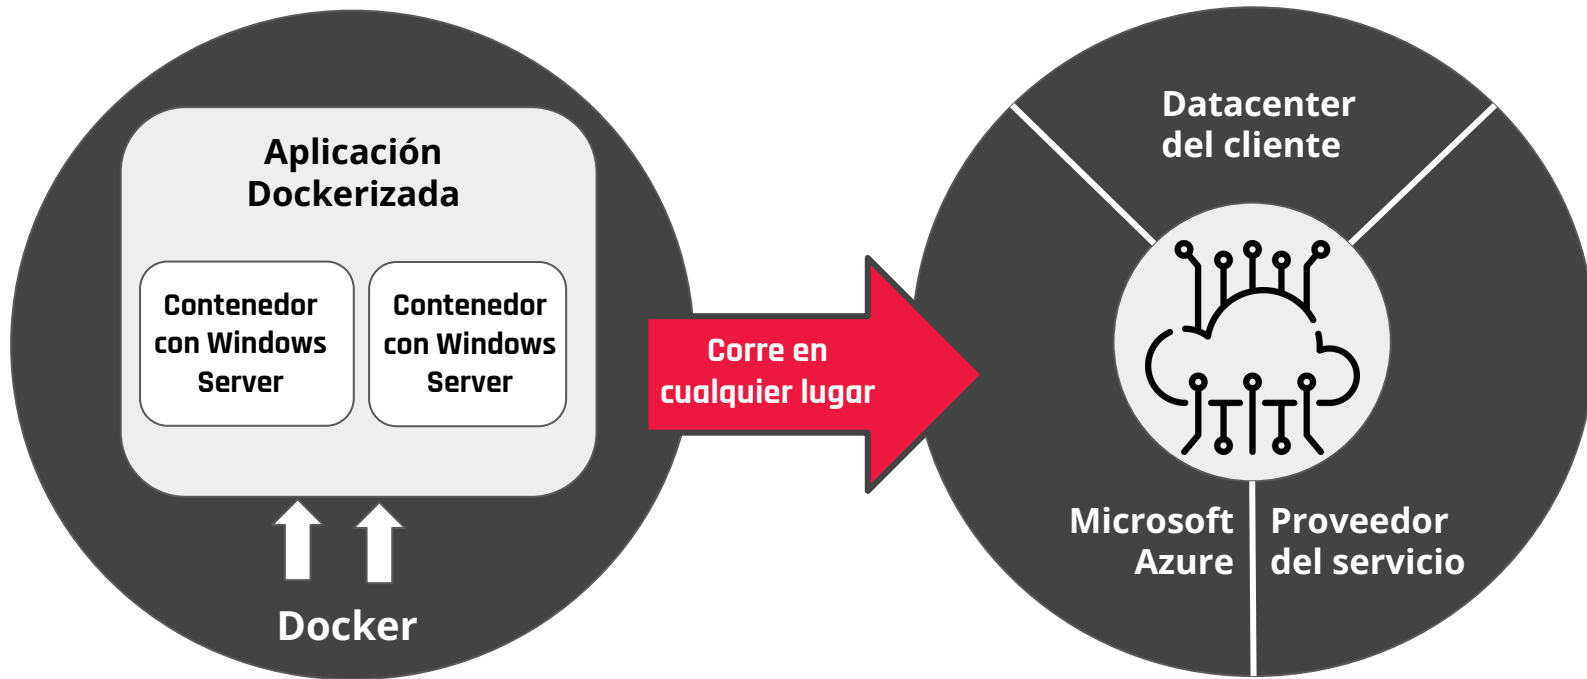 Aplicación
Dockerizada
Contenedor
con Windows
Server
Contenedor
con Windows
Server
Docker
Corre en
cualquier lugar
Datacenter
del cliente
Microsoft
Azure
Proveedor
del servicio